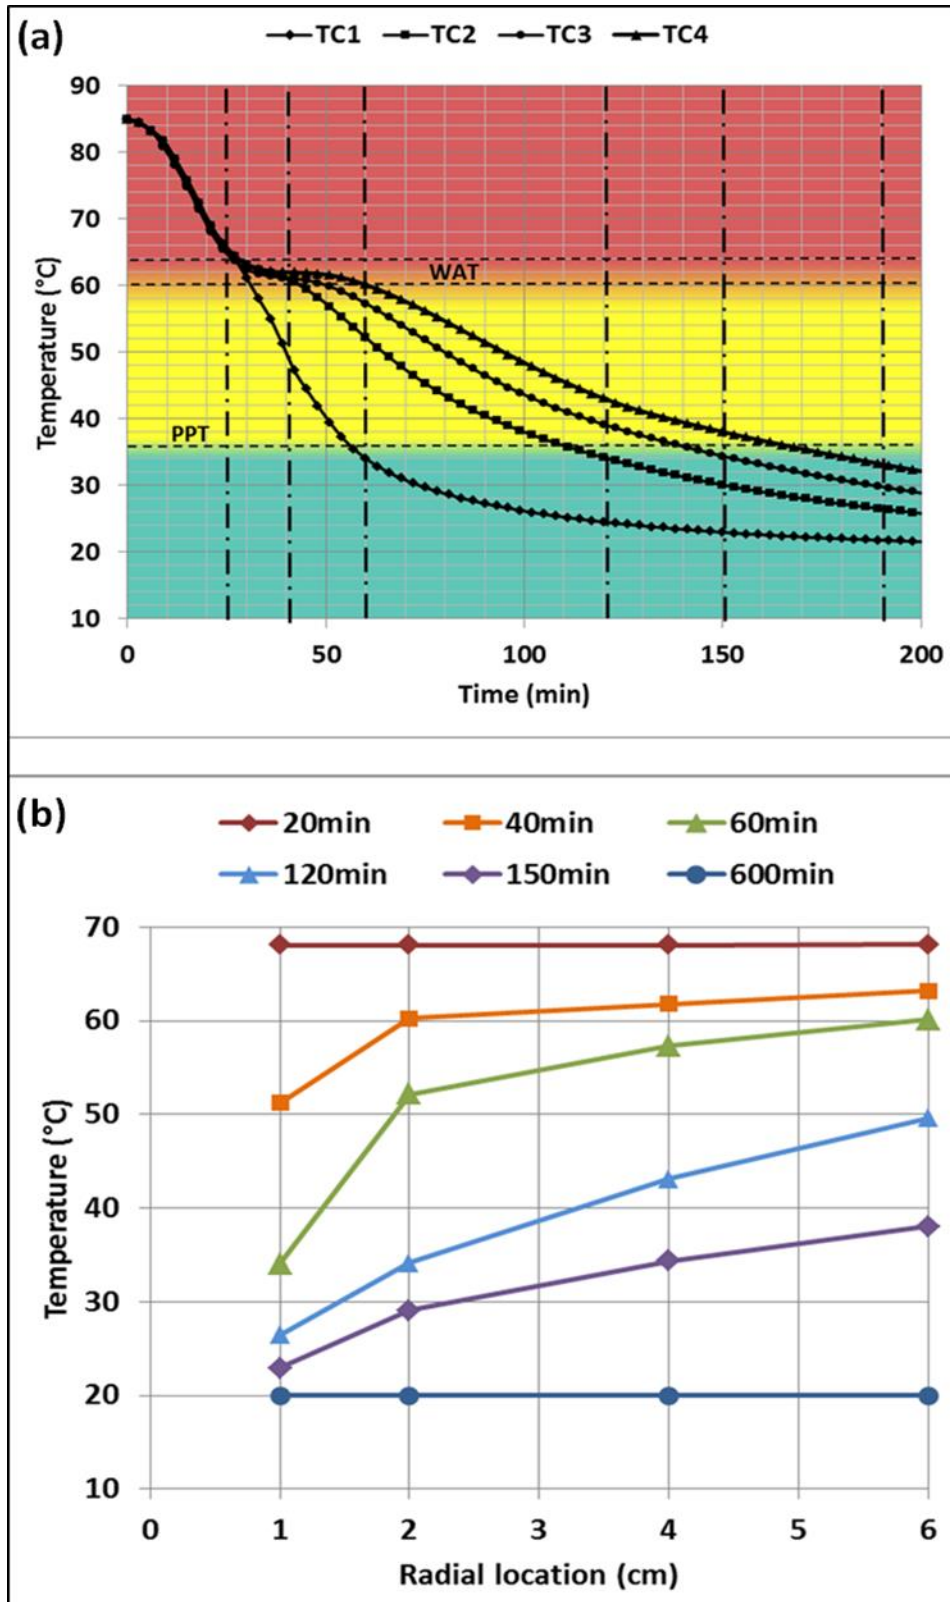 (a)
TC1 TC2 TC3 TC4
90
80
70
60
50
40
30
20
10
Temperature (°C)
WAT
PPT
0 50 100 150 200
Time (min)
(b)
20min 40min 60min
120min 150min 600min
70
60
50
40
30
20
10
Temperature (°C)
0 1 2 3 4 5 6
Radial location (cm)